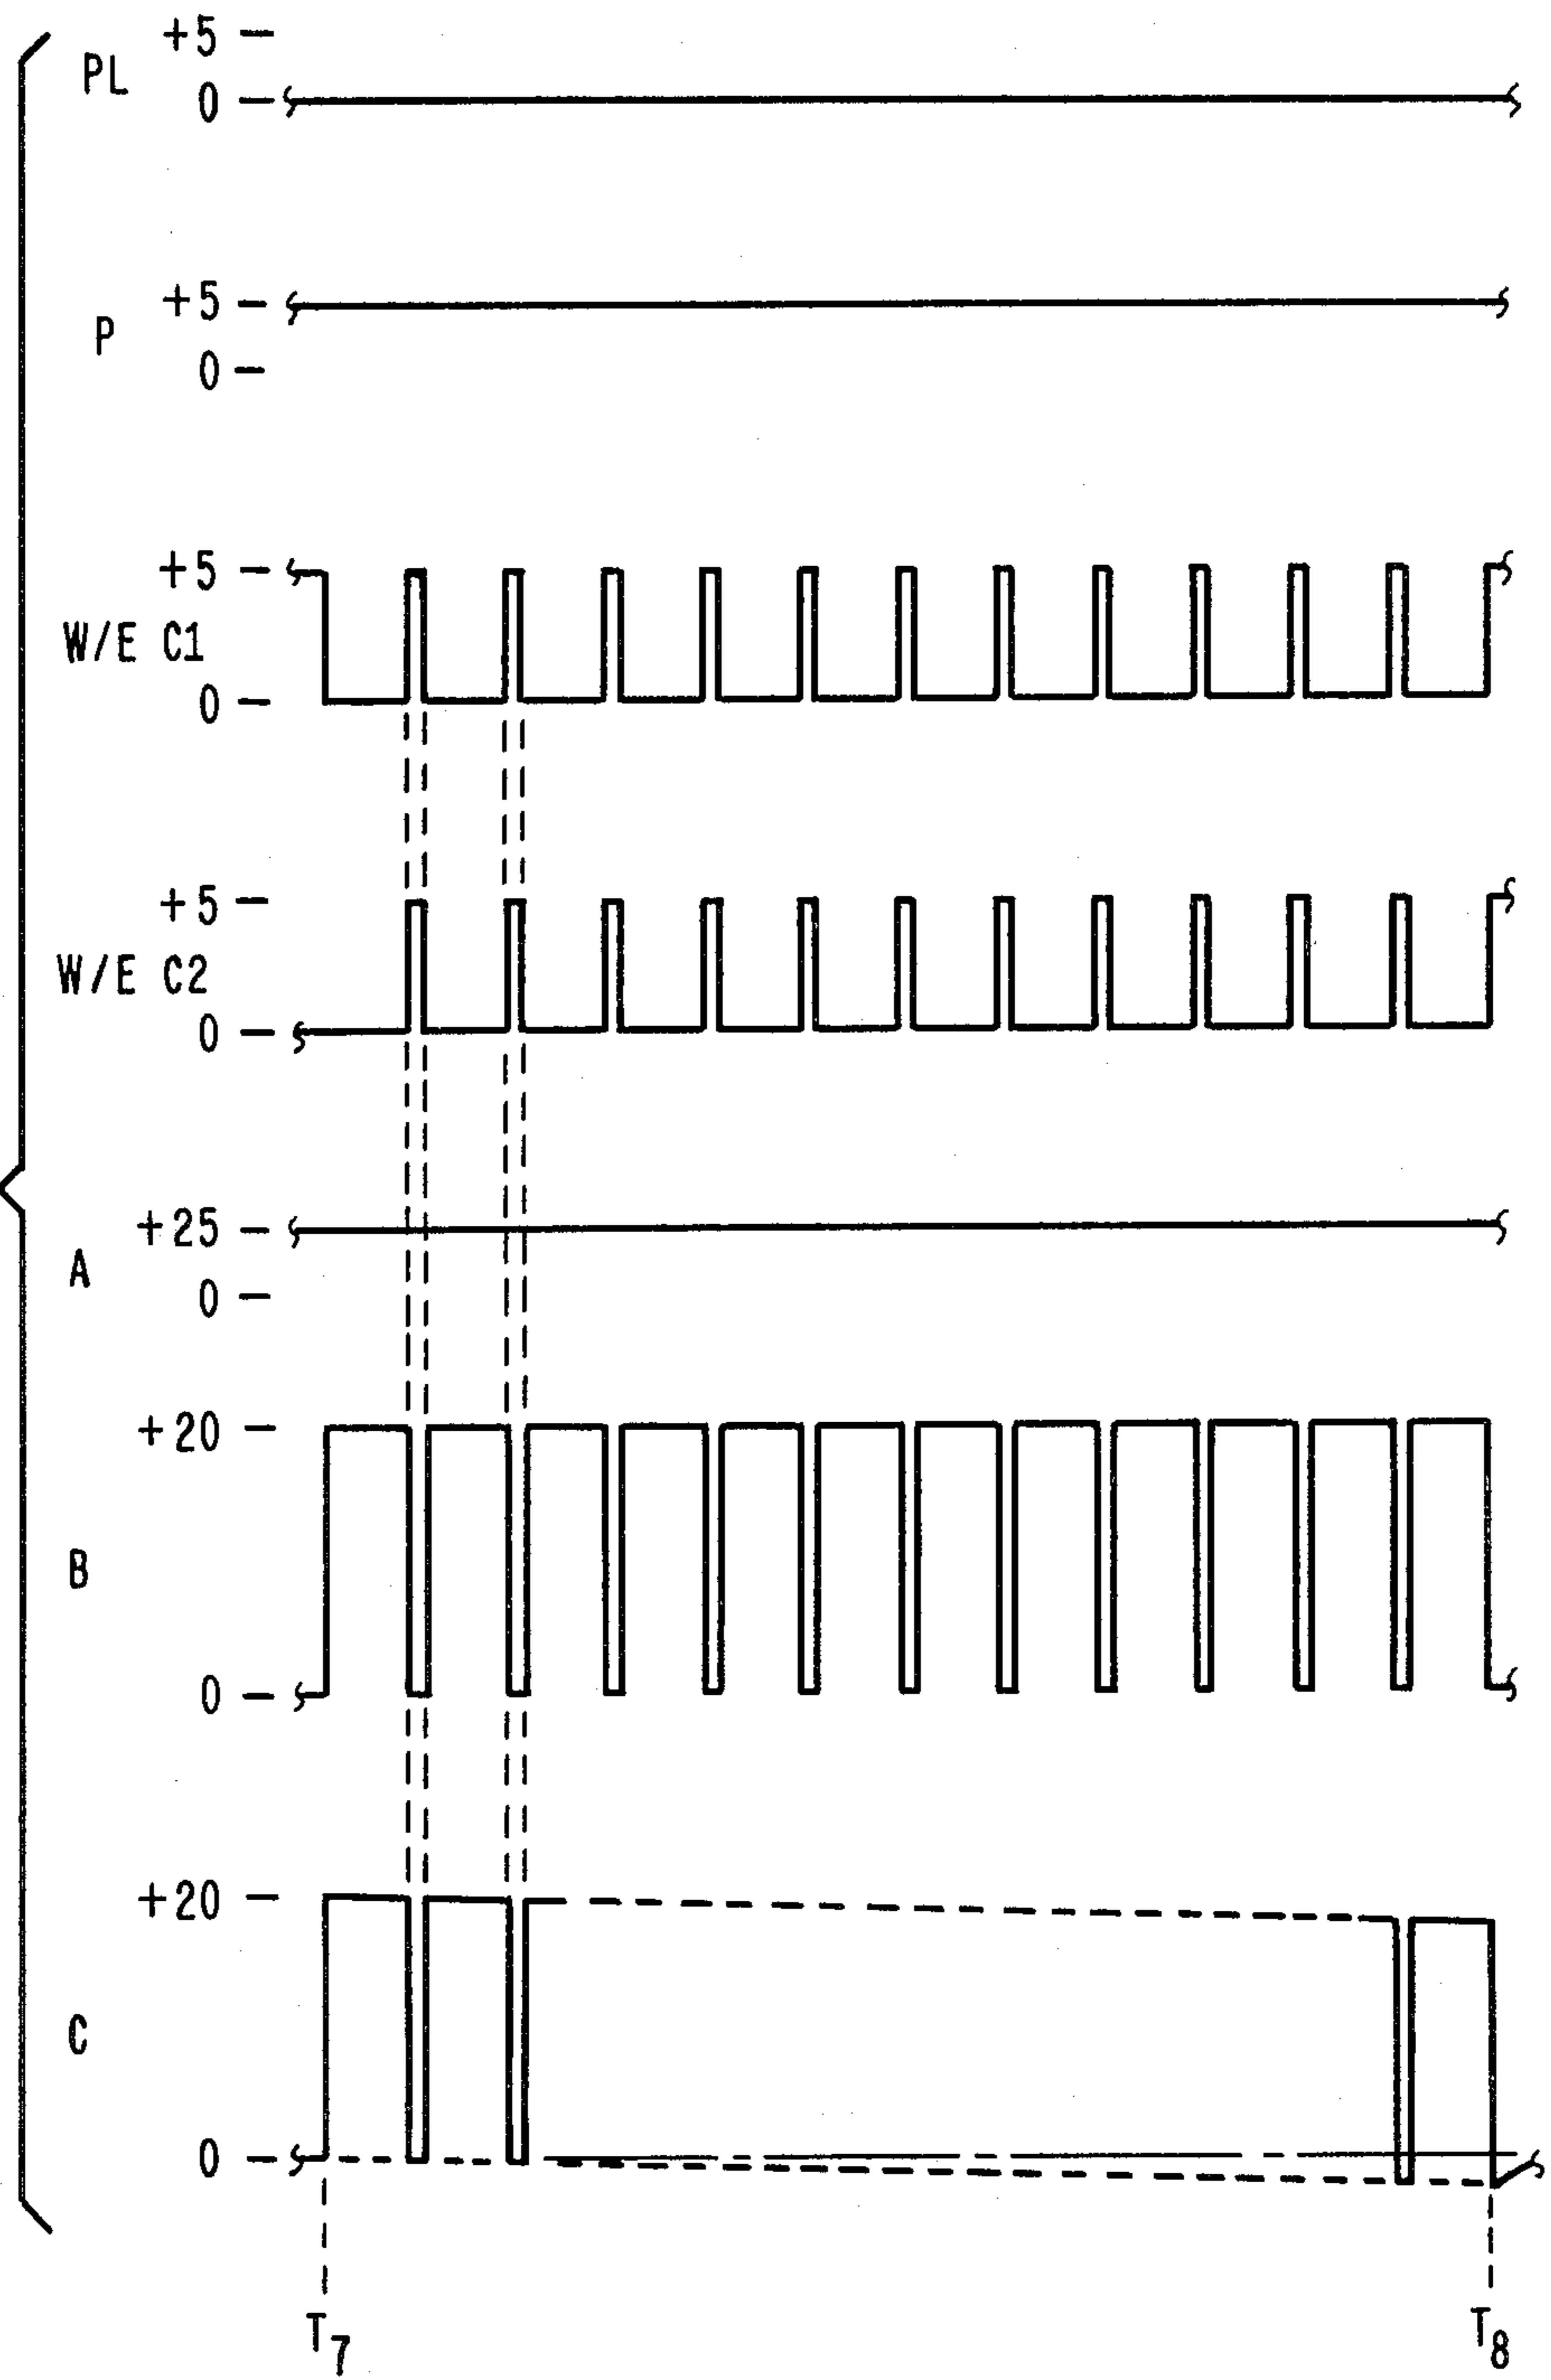 +5 —
PL
0 —
+5 —
P
0 —
+5 —
W/E C1
0 —
+5 —
W/E C2
0 —
+25 —
A
0 —
+20 —
B
0 —
+20 —
C
0 —
T7
T8